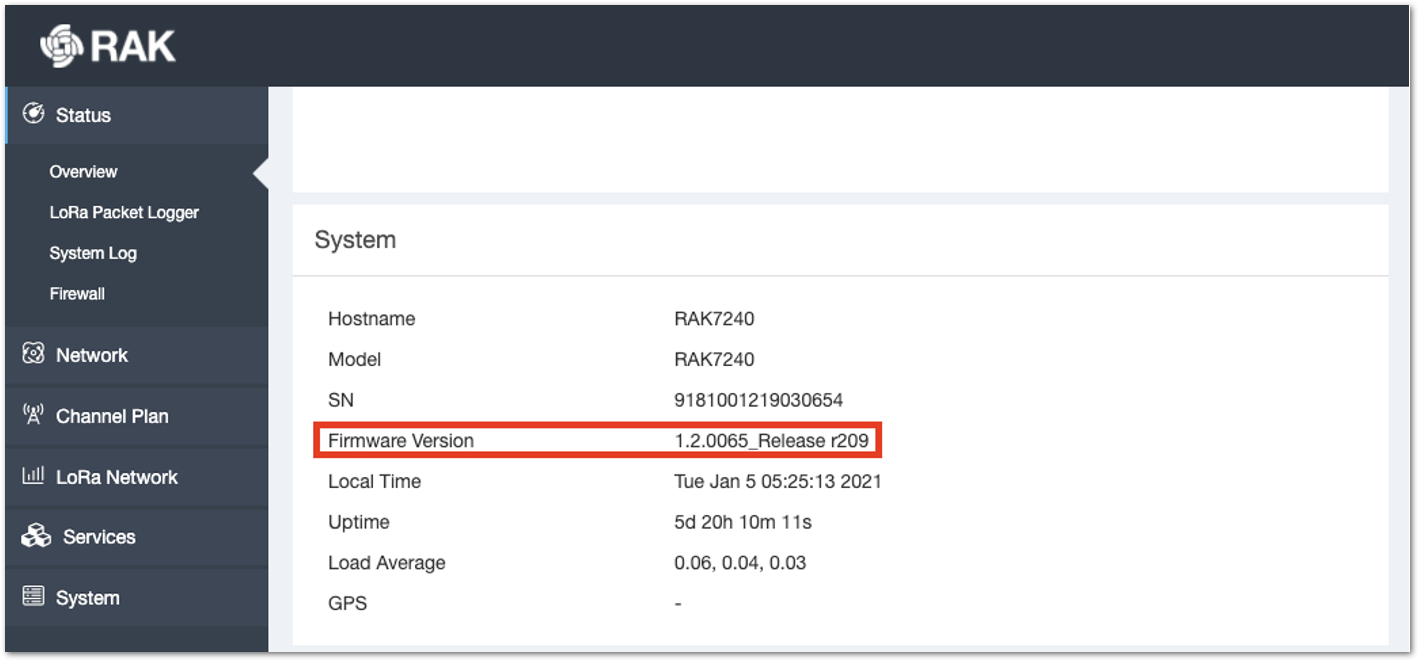 RAK
Status
Overview
LoRa Packet Logger
System Log
Firewall
Network
Channel Plan
LoRa Network
Services
System
System
Hostname RAK7240
Model RAK7240
SN 9181001219030654
Firmware Version 1.2.0065_Release r209
Local Time Tue Jan 5 05:25:13 2021
Uptime 5d 20h 10m 11s
Load Average 0.06, 0.04, 0.03
GPS -